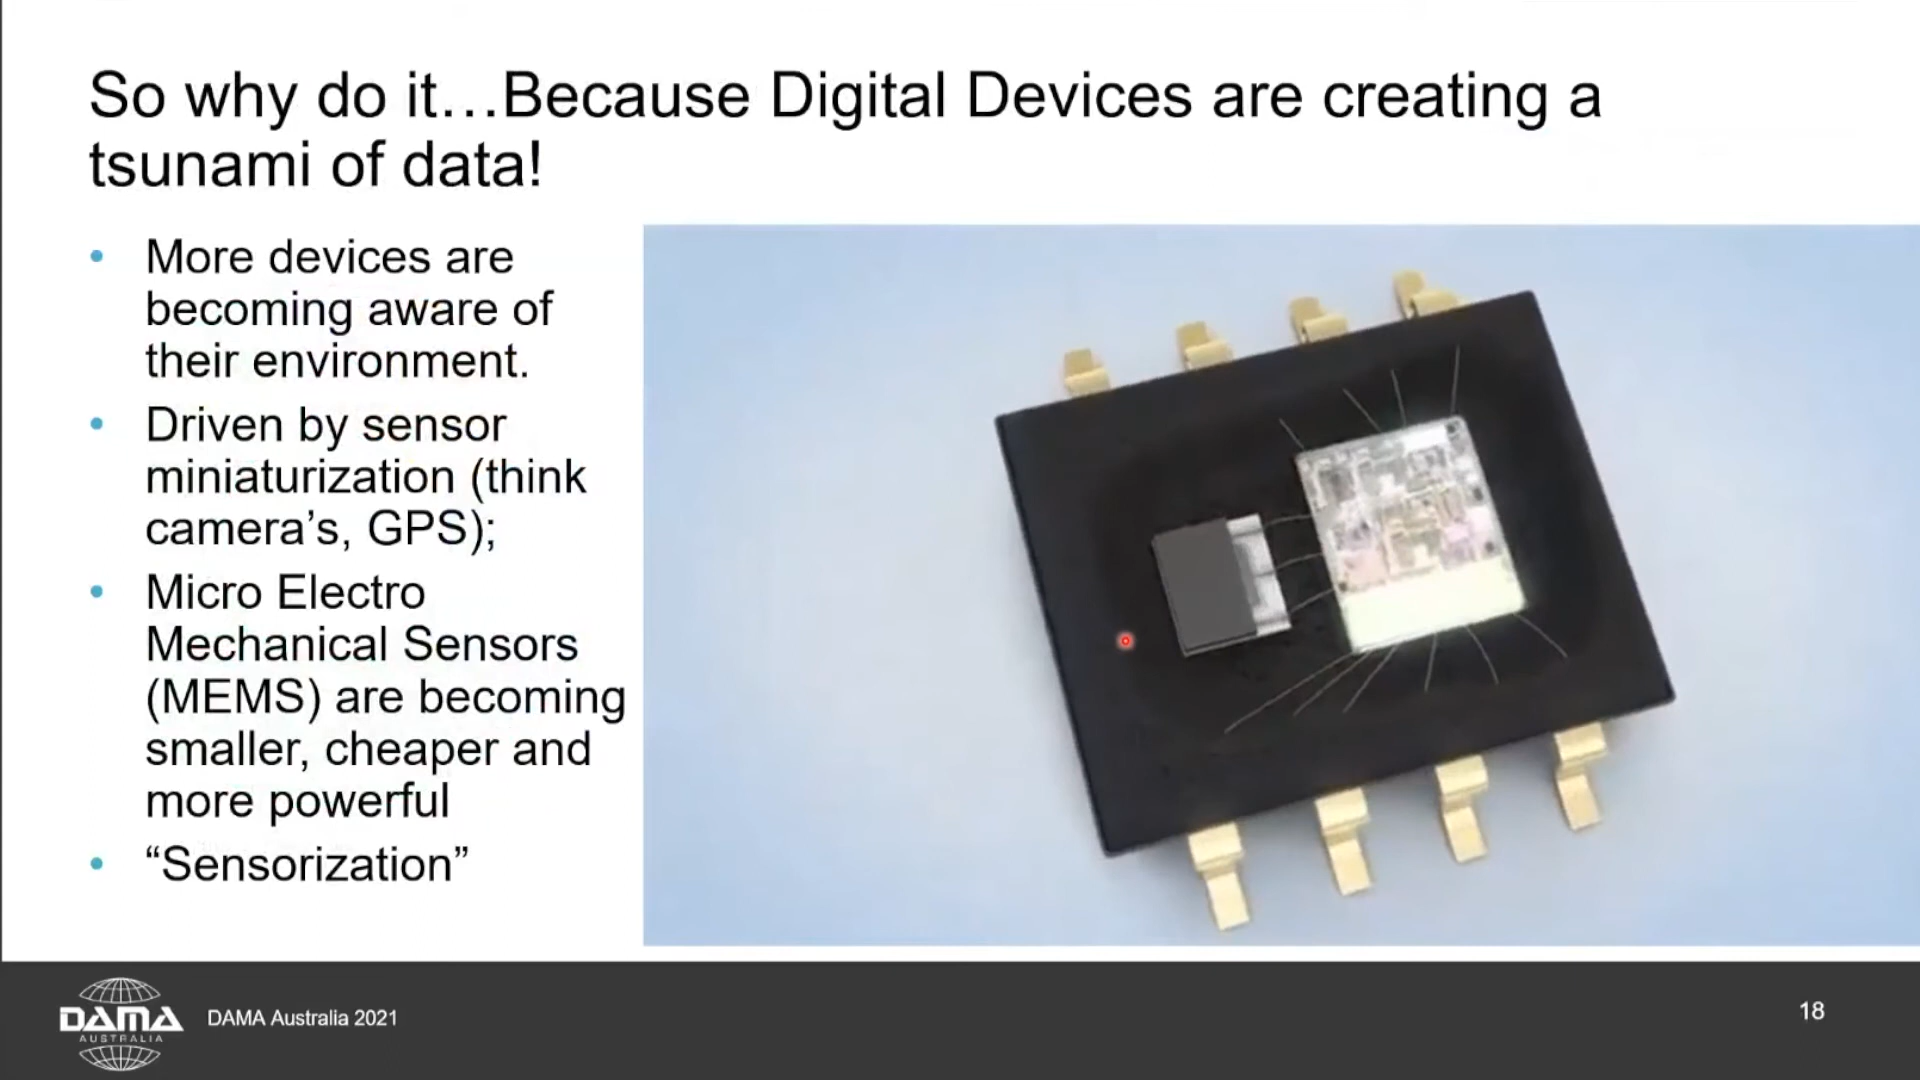 So why do it…Because Digital Devices are creating a
tsunami of data!
• More devices are
becoming aware of
their environment.
• Driven by sensor
miniaturization (think
camera’s, GPS);
• Micro Electro
Mechanical Sensors
(MEMS) are becoming
smaller, cheaper and
more powerful
• “Sensorization”
DAMA
AUSTRALIA
DAMA Australia 2021
18